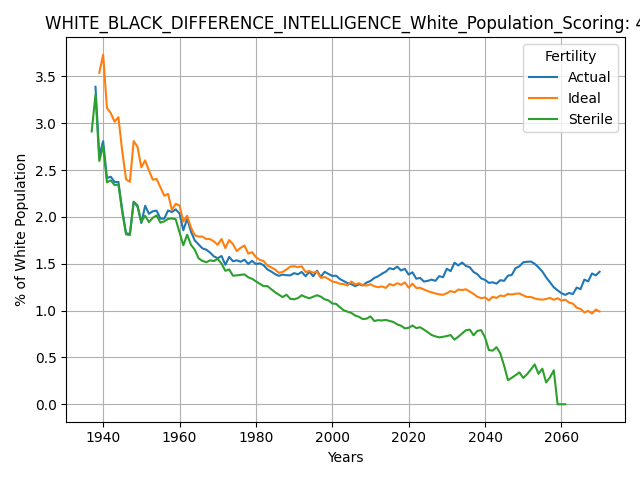 WHITE_BLACK_DIFFERENCE_INTELLIGENCE_White_Population_Scoring: 4
Fertility
Actual
Ideal
Sterile
% of White Population
3.5
3.0
2.5
2.0
1.5
1.0
0.5
0.0
1940 1960 1980 2000 2020 2040 2060
Years